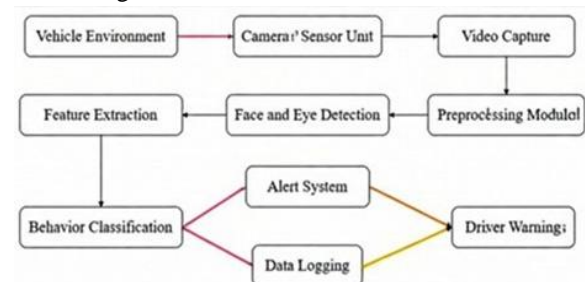 Vehicle Environment
Camera Sensor Unit
Video Capture
Feature Extraction
Face and Eye Detection
Preprocessing Modulel
Alert System
Behavior Classification
Driver Warning
Data Logging